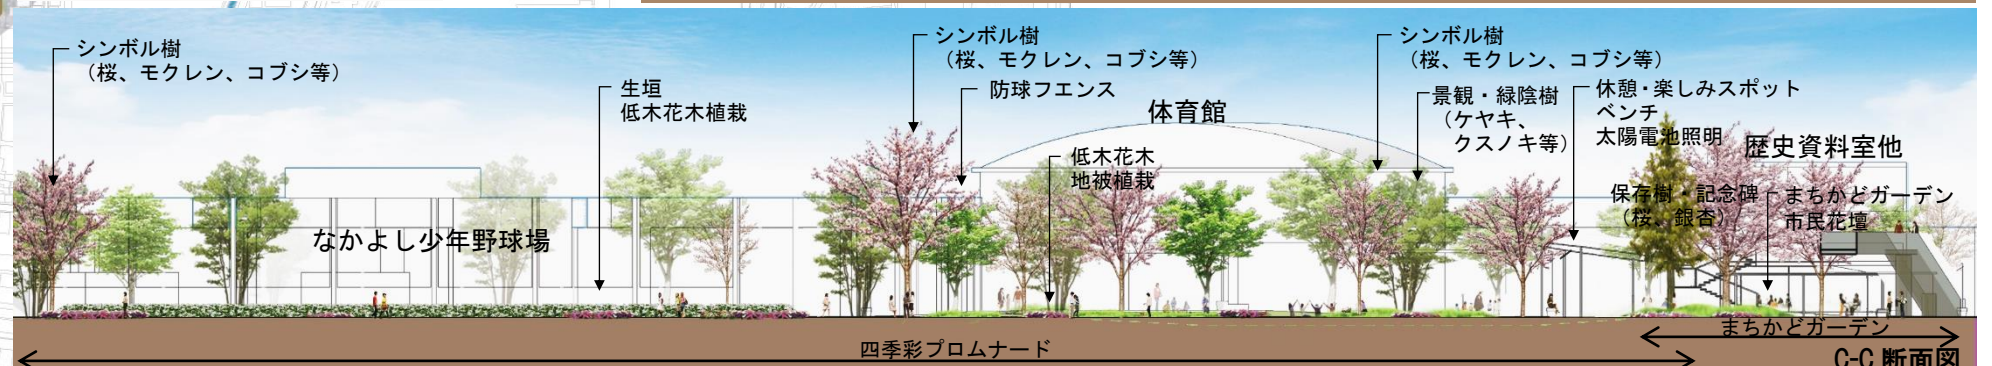 シンボル樹
（桜、モクレン、コブシ等）
生垣
低木花木植栽
シンボル樹
（桜、モクレン、コブシ等）
防球フエンス
体育館
低木花木
地被植栽
シンボル樹
（桜、モクレン、コブシ等）
景観・緑陰樹
（ケヤキ、
クスノキ等）
休憩・楽しみスポット
ベンチ
太陽電池照明
歴史資料室他
保存樹・記念碑
（桜、銀杏）
まちかどガーデン
市民花壇
なかよし少年野球場
まちかどガーデン
四季彩プロムナード
C-C 断面図